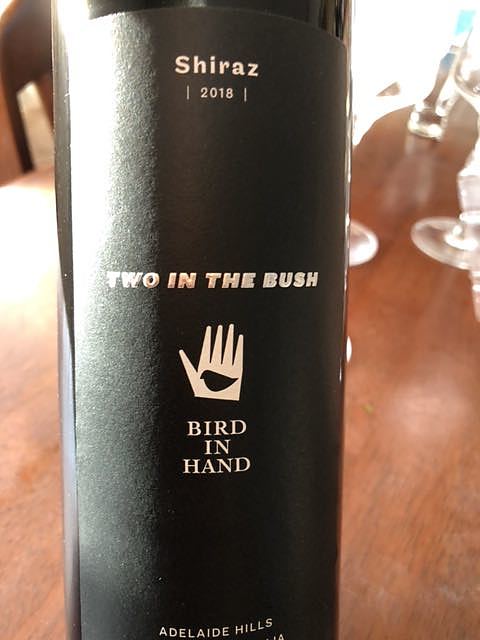 Shiraz
| 2018 |
TWO IN THE BUSH
BIRD
IN
HAND
ADELAIDE HILLS